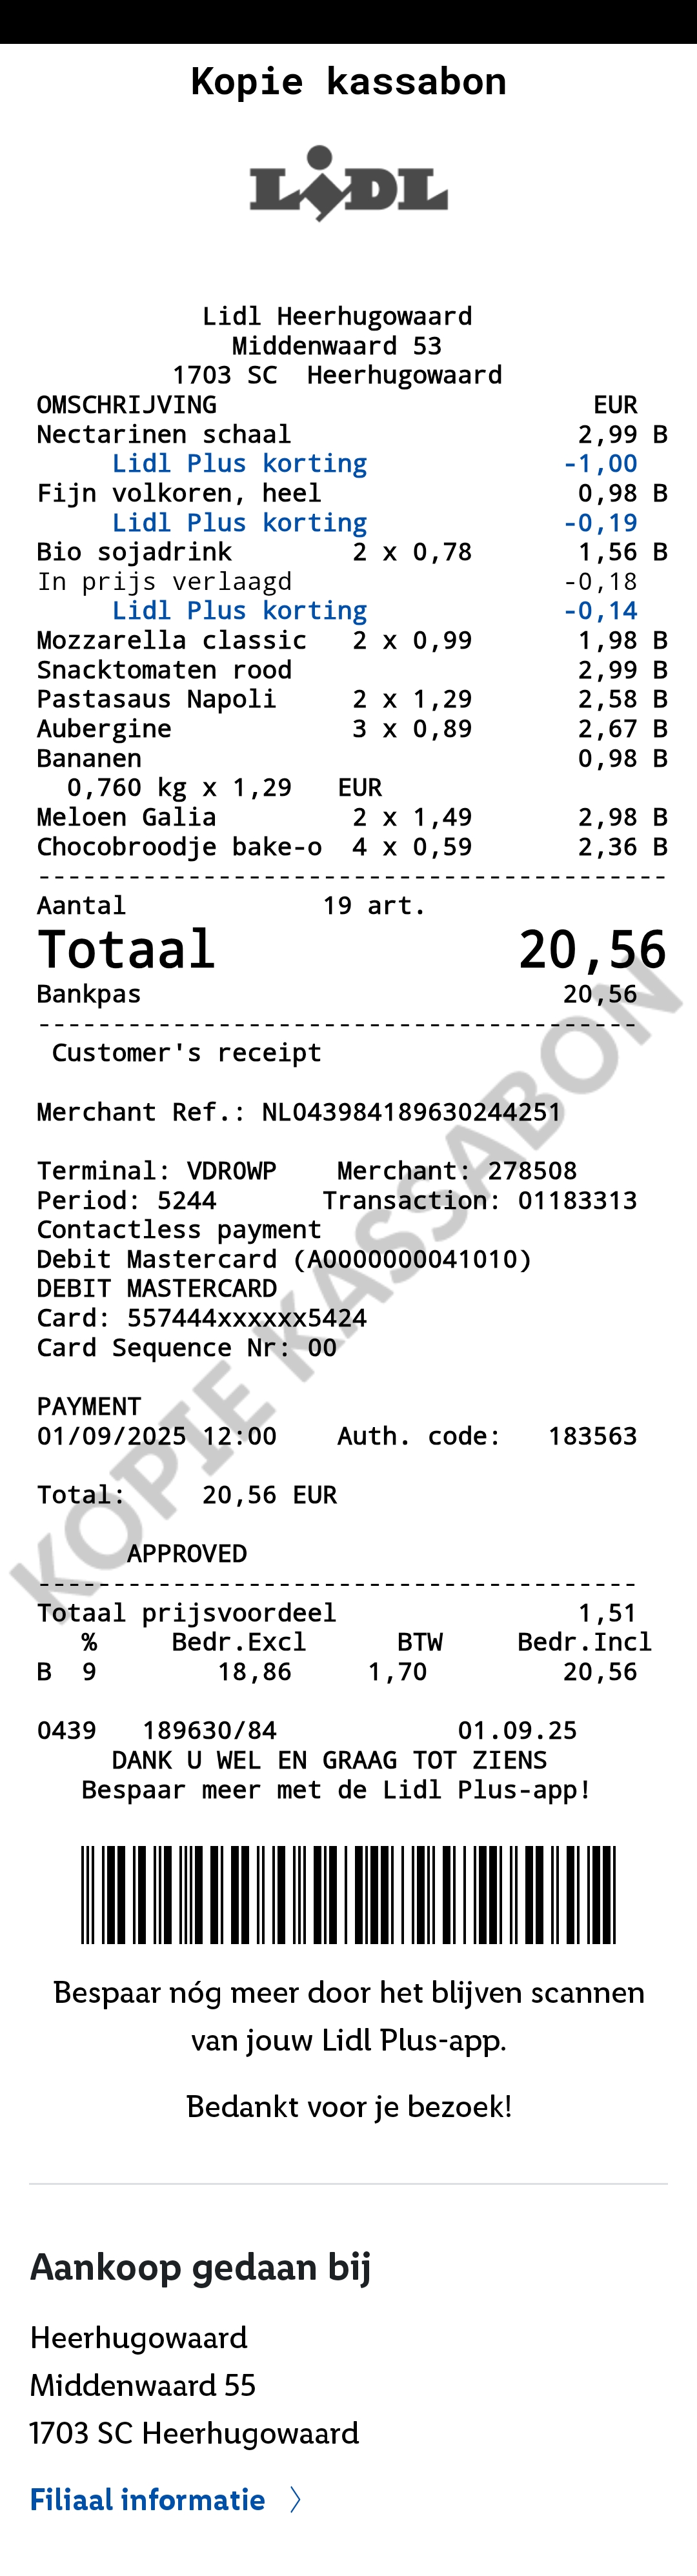 Kopie kassabon
LIDL
Lidl Heerhugowaard
Middenwaard 53
1703 SC  Heerhugowaard
OMSCHRIJVING EUR
Nectarinen schaal 2,99 B
Lidl Plus korting -1,00
Fijn volkoren, heel 0,98 B
Lidl Plus korting -0,19
Bio sojadrink 2 x 0,78 1,56 B
In prijs verlaagd -0,18
Lidl Plus korting -0,14
Mozzarella classic 2 x 0,99 1,98 B
Snacktomaten rood 2,99 B
Pastasaus Napoli 2 x 1,29 2,58 B
Aubergine 3 x 0,89 2,67 B
Bananen 0,98 B
0,760 kg x 1,29 EUR
Meloen Galia 2 x 1,49 2,98 B
Chocobroodje bake-o 4 x 0,59 2,36 B
------------------------------------------
Aantal 19 art.
Totaal 20,56
Bankpas 20,56
----------------------------------------
Customer's receipt
Merchant Ref.: NL043984189630244251
Terminal: VDR0WP Merchant: 278508
Period: 5244 Transaction: 01183313
Contactless payment
Debit Mastercard (A0000000041010)
DEBIT MASTERCARD
Card: 557444xxxxxx5424
Card Sequence Nr: 00
PAYMENT
01/09/2025 12:00 Auth. code: 183563
Total: 20,56 EUR
APPROVED
----------------------------------------
Totaal prijsvoordeel 1,51
% Bedr.Excl BTW Bedr.Incl
B 9 18,86 1,70 20,56
0439 189630/84 01.09.25
DANK U WEL EN GRAAG TOT ZIENS
Bespaar meer met de Lidl Plus-app!
KOPIE KASSABON
Bespaar nóg meer door het blijven scannen
van jouw Lidl Plus-app.
Bedankt voor je bezoek!
Aankoop gedaan bij
Heerhugowaard
Middenwaard 55
1703 SC Heerhugowaard
Filiaal informatie